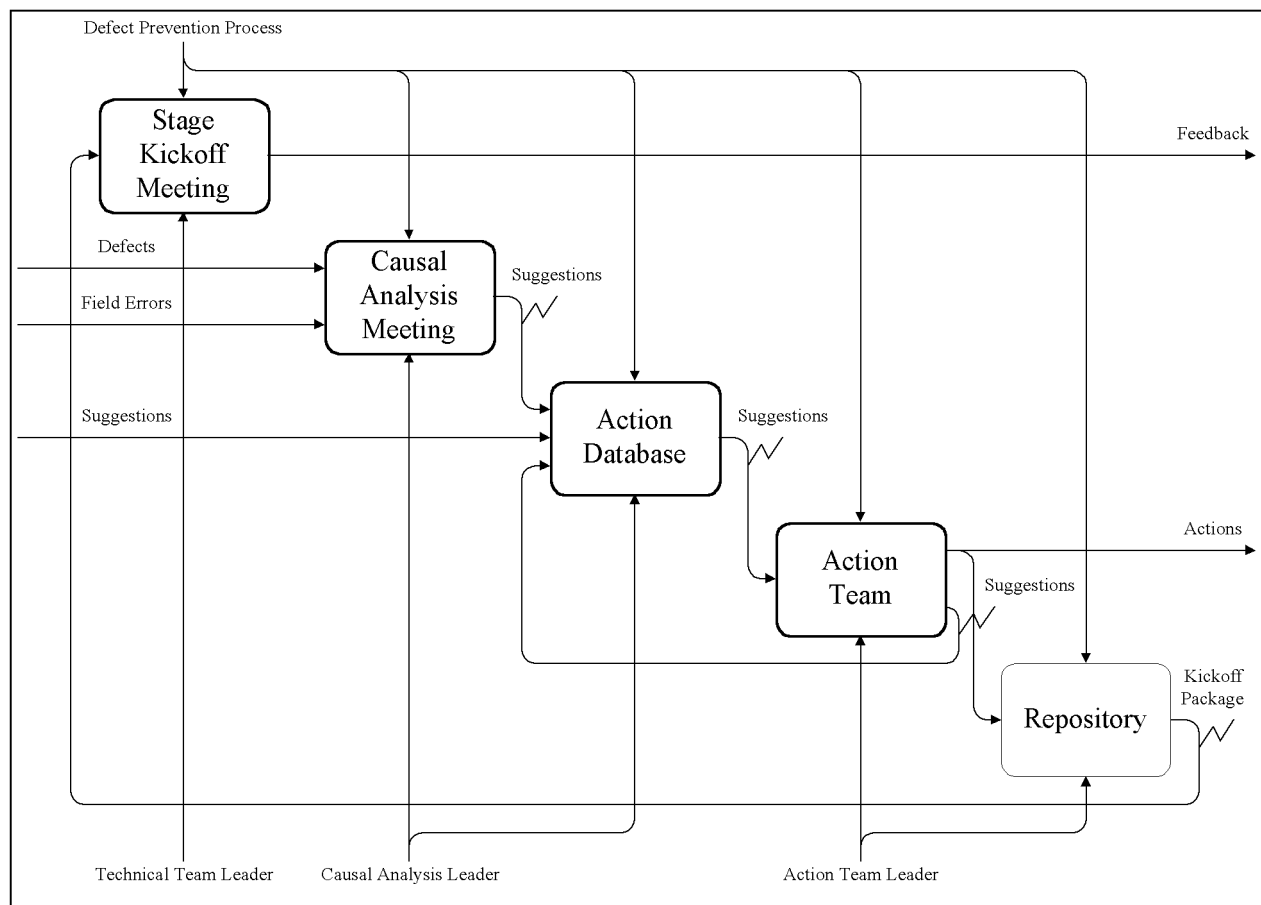 Defect Prevention Process
Stage
Kickoff
Meeting
Feedback
Defects
Field Errors
Causal
Analysis
Meeting
Suggestions
Suggestions
Action
Database
Suggestions
Action
Team
Actions
Suggestions
Repository
Kickoff
Package
Technical Team Leader
Causal Analysis Leader
Action Team Leader